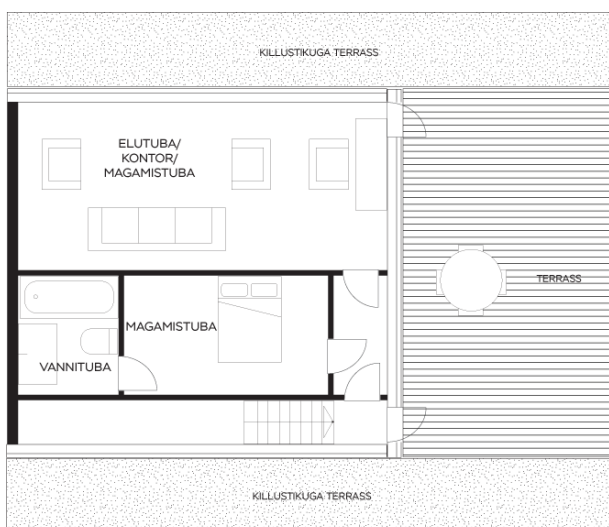 KILLUSTIKUGA TERRASS
ELUTUBA/
KONTOR/
MAGAMISTUBA
TERRASS
MAGAMISTUBA
VANNITUBA
KILLUSTIKUGA TERRASS